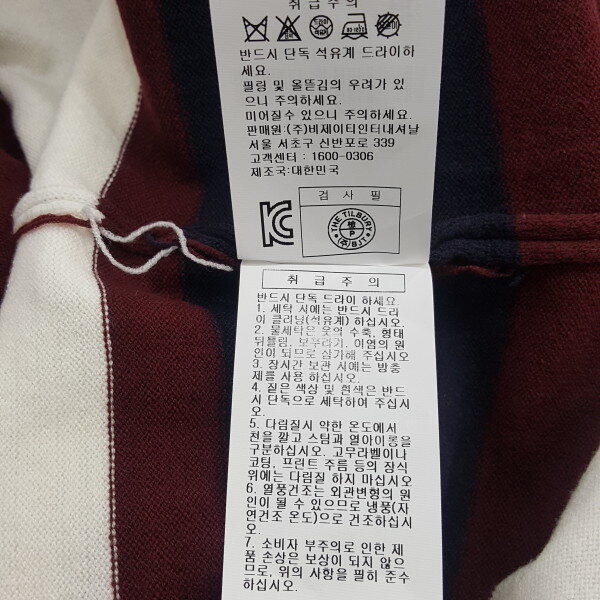 취급주의
반드시 단독 석유계 드라이하
세요.
필링 및 올뜯김의 우려가 있
으니 주의하세요.
미어질수 있으니 주의하세요.
판매원:(주)비제이티인터내셔날
서울 서초구 신반포로 339
고객센터 : 1600-0306
제조국:대한민국
검 사 필
THE TILBURY
(주)BJT
취 급 주 의
반드시 단독 드라이 하세요
1. 세탁 시에는 반드시 드라
이 클리닝(석유계) 하십시오.
2. 물세탁은 옷의 수축, 형태
뒤틀림, 보푸라기, 이염의 원
인이 되므로 삼가해 주십시오
3. 장시간 보관 시에는 방충
제를 사용 하십시오.
4. 짙은 색상 및 흰색은 반드
시 단독으로 세탁하여 주십시
오.
5. 다림질시 약한 온도에서
천을 깔고 스팀과 열아이롱을
구분하십시오. 고무라벨이나
코팅, 프린트 주름 등의 장식
위에는 다림질 하지 마십시오
6. 열풍건조는 외관변형의 원
인이 될 수 있으므로 냉풍(자
연건조 온도)으로 건조하십시
오.
7. 소비자 부주의로 인한 제
품 손상은 보상이 되지 않으
므로, 위의 사항을 필히 준수
하십시오.